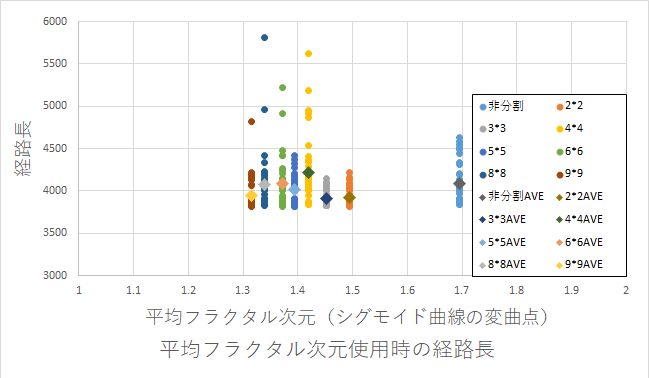 6000
5500
5000
4500
4000
3500
3000
経路長
1 1.1 1.2 1.3 1.4 1.5 1.6 1.7 1.8 1.9 2
平均フラクタル次元（シグモイド曲線の変曲点）
平均フラクタル次元使用時の経路長
非分割 2*2
3*3 4*4
5*5 6*6
8*8 9*9
非分割AVE 2*2AVE
3*3AVE 4*4AVE
5*5AVE 6*6AVE
8*8AVE 9*9AVE